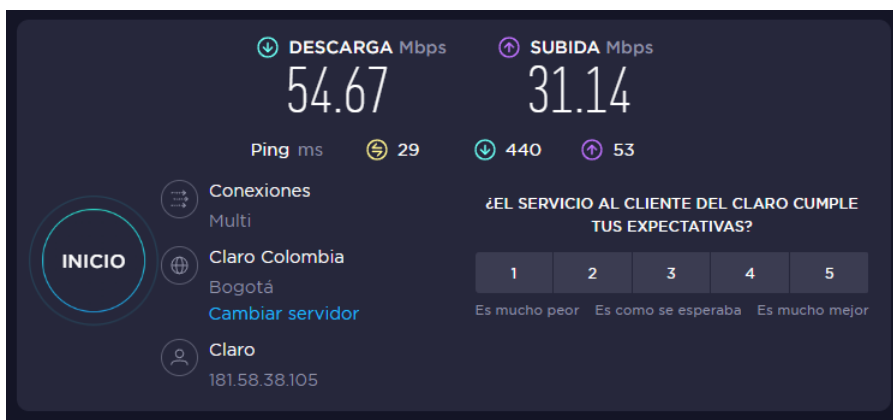 DESCARGA Mbps
54.67
SUBIDA Mbps
31.14
Ping ms 29 440 53
INICIO
Conexiones
Multi
Claro Colombia
Bogotá
Cambiar servidor
Claro
181.58.38.105
¿EL SERVICIO AL CLIENTE DEL CLARO CUMPLE
TUS EXPECTATIVAS?
1 2 3 4 5
Es mucho peor Es como se esperaba Es mucho mejor